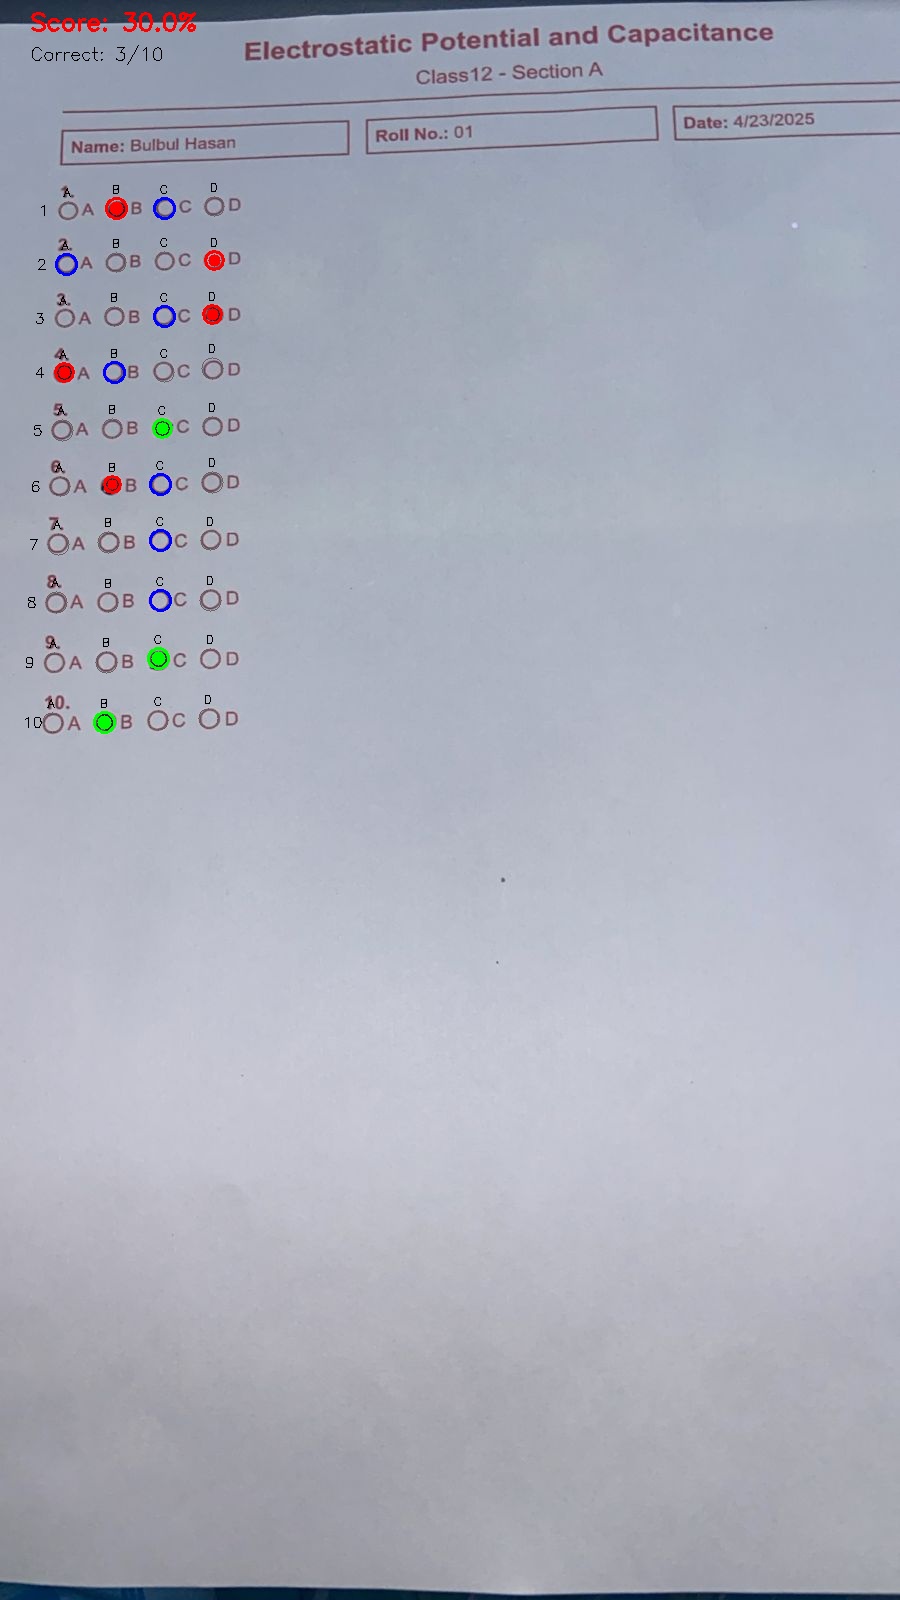 Score: 30.0%
Correct: 3/10
Electrostatic Potential and Capacitance
Class12 - Section A
Name: Bulbul Hasan
Roll No.: 01
Date: 4/23/2025
1. A B C D
1 A B C D
2. A B C D
2 A B C D
3. A B C D
3 A B C D
4. A B C D
4 A B C D
5. A B C D
5 A B C D
6. A B C D
6 A B C D
7. A B C D
7 A B C D
8. A B C D
8 A B C D
9. A B C D
9 A B C D
10. A B C D
10 A B C D